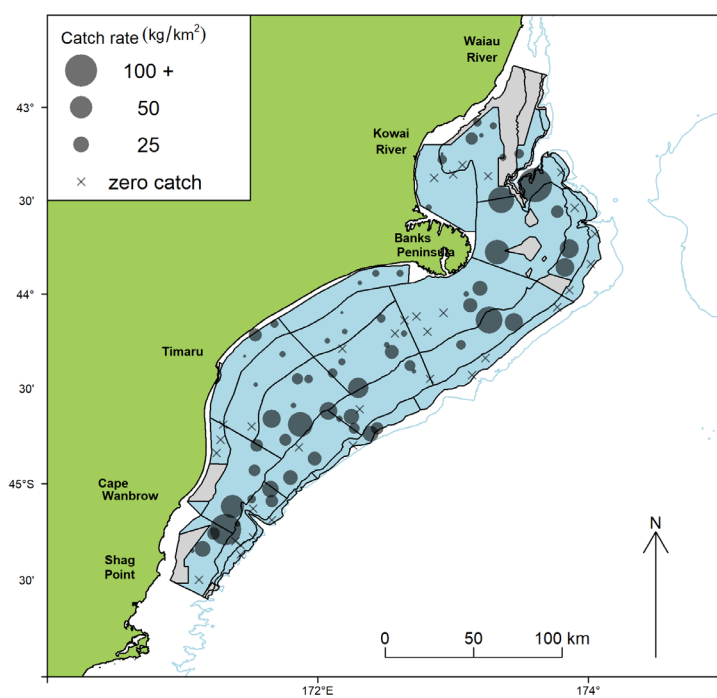 Catch rate (kg/km²)
100 +
50
25
× zero catch
Waiau
River
43°
Kowai
River
30'
Banks
Peninsula
44°
Timaru
30'
Cape
Wanbrow
45°S
Shag
Point
30'
N
0 50 100 km
172°E
174°